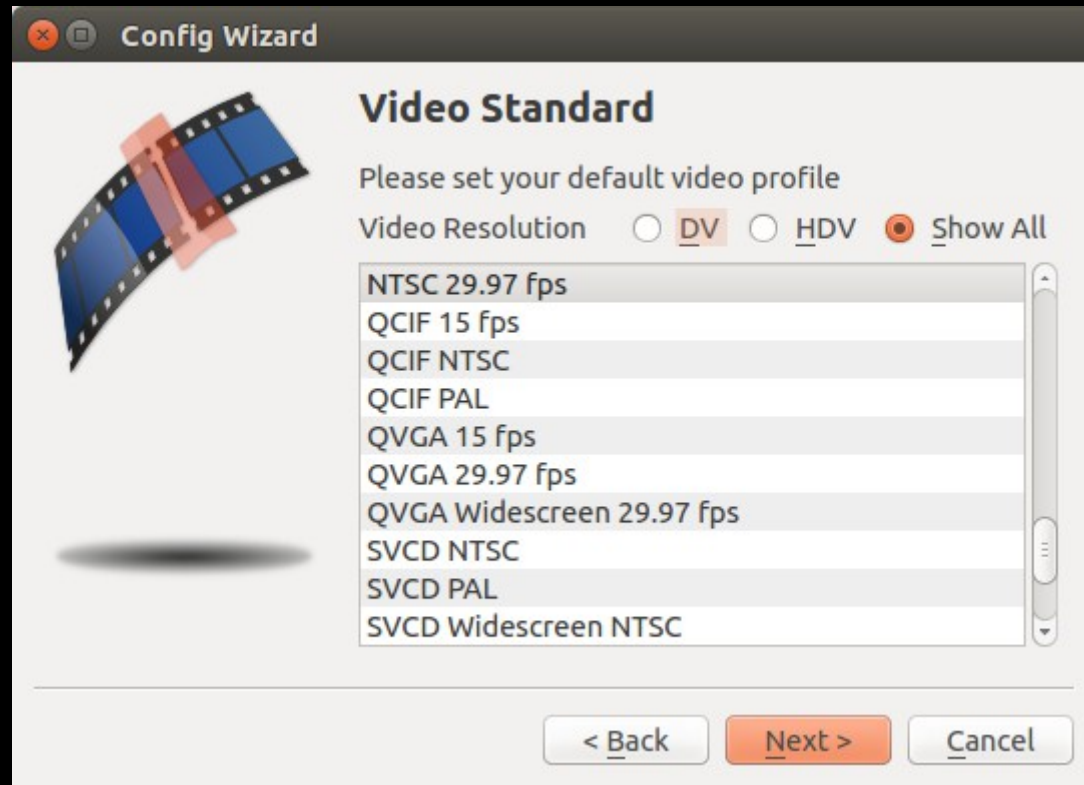 Config Wizard
Video Standard
Please set your default video profile
Video Resolution DV HDV Show All
NTSC 29.97 fps
QCIF 15 fps
QCIF NTSC
QCIF PAL
QVGA 15 fps
QVGA 29.97 fps
QVGA Widescreen 29.97 fps
SVCD NTSC
SVCD PAL
SVCD Widescreen NTSC
< Back Next > Cancel